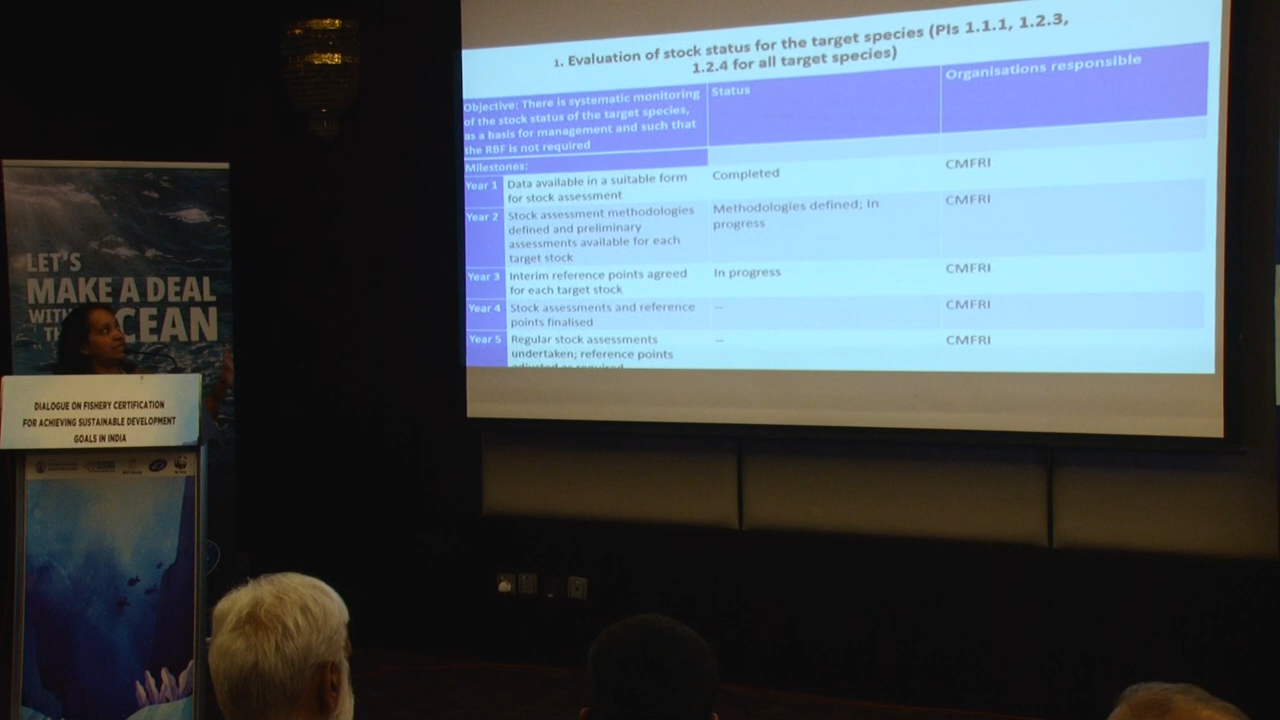 1. Evaluation of stock status for the target species (PIs 1.1.1, 1.2.3,
1.2.4 for all target species)
Objective: There is systematic monitoring
of the stock status of the target species,
as a basis for management and such that
the RBF is not required
Status
Organisations responsible
Milestones:
Year 1
Data available in a suitable form
for stock assessment
Completed
CMFRI
Year 2
Stock assessment methodologies
defined and preliminary
assessments available for each
target stock
Methodologies defined; In
progress
CMFRI
Year 3
Interim reference points agreed
for each target stock
In progress
CMFRI
Year 4
Stock assessments and reference
points finalised
--
CMFRI
Year 5
Regular stock assessments
undertaken; reference points
adjusted as required
--
CMFRI
LET'S
MAKE A DEAL
WITH
CEAN
DIALOGUE ON FISHERY CERTIFICATION
FOR ACHIEVING SUSTAINABLE DEVELOPMENT
GOALS IN INDIA